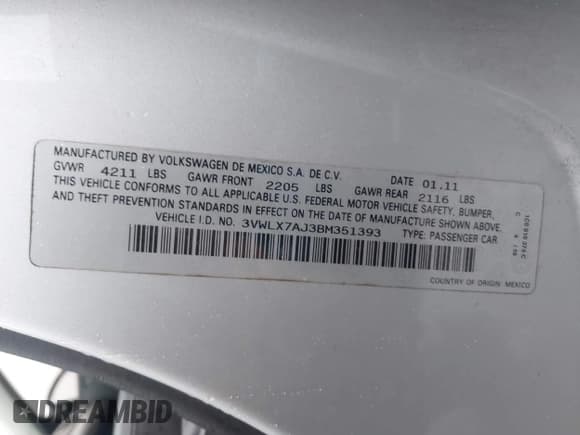 MANUFACTURED BY VOLKSWAGEN DE MEXICO S.A. DE C.V. DATE 01.11
GVWR 4211 LBS GAWR FRONT 2205 LBS GAWR REAR 2116 LBS
THIS VEHICLE CONFORMS TO ALL APPLICABLE U.S. FEDERAL MOTOR VEHICLE SAFETY, BUMPER,
AND THEFT PREVENTION STANDARDS IN EFFECT ON THE DATE OF MANUFACTURE SHOWN ABOVE.
VEHICLE I.D. NO. 3VWLX7AJ3BM351393 TYPE: PASSENGER CAR
COUNTRY OF ORIGIN MEXICO
DREAMBID